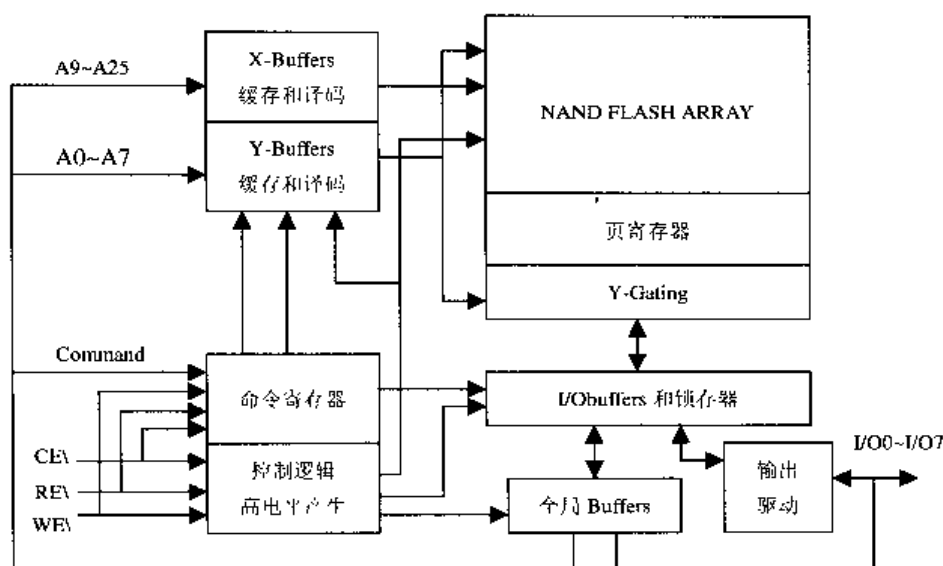 X-Buffers
A9~A25
缓存和译码
NAND FLASH ARRAY
Y-Buffers
A0~A7
缓存和译码
页寄存器
Y-Gating
Command
命令寄存器
I/Obuffers 和锁存器
I/O0~I/O7
CE\
控制逻辑
输出
RE\
高电平产生
全局 Buffers
驱动
WE\